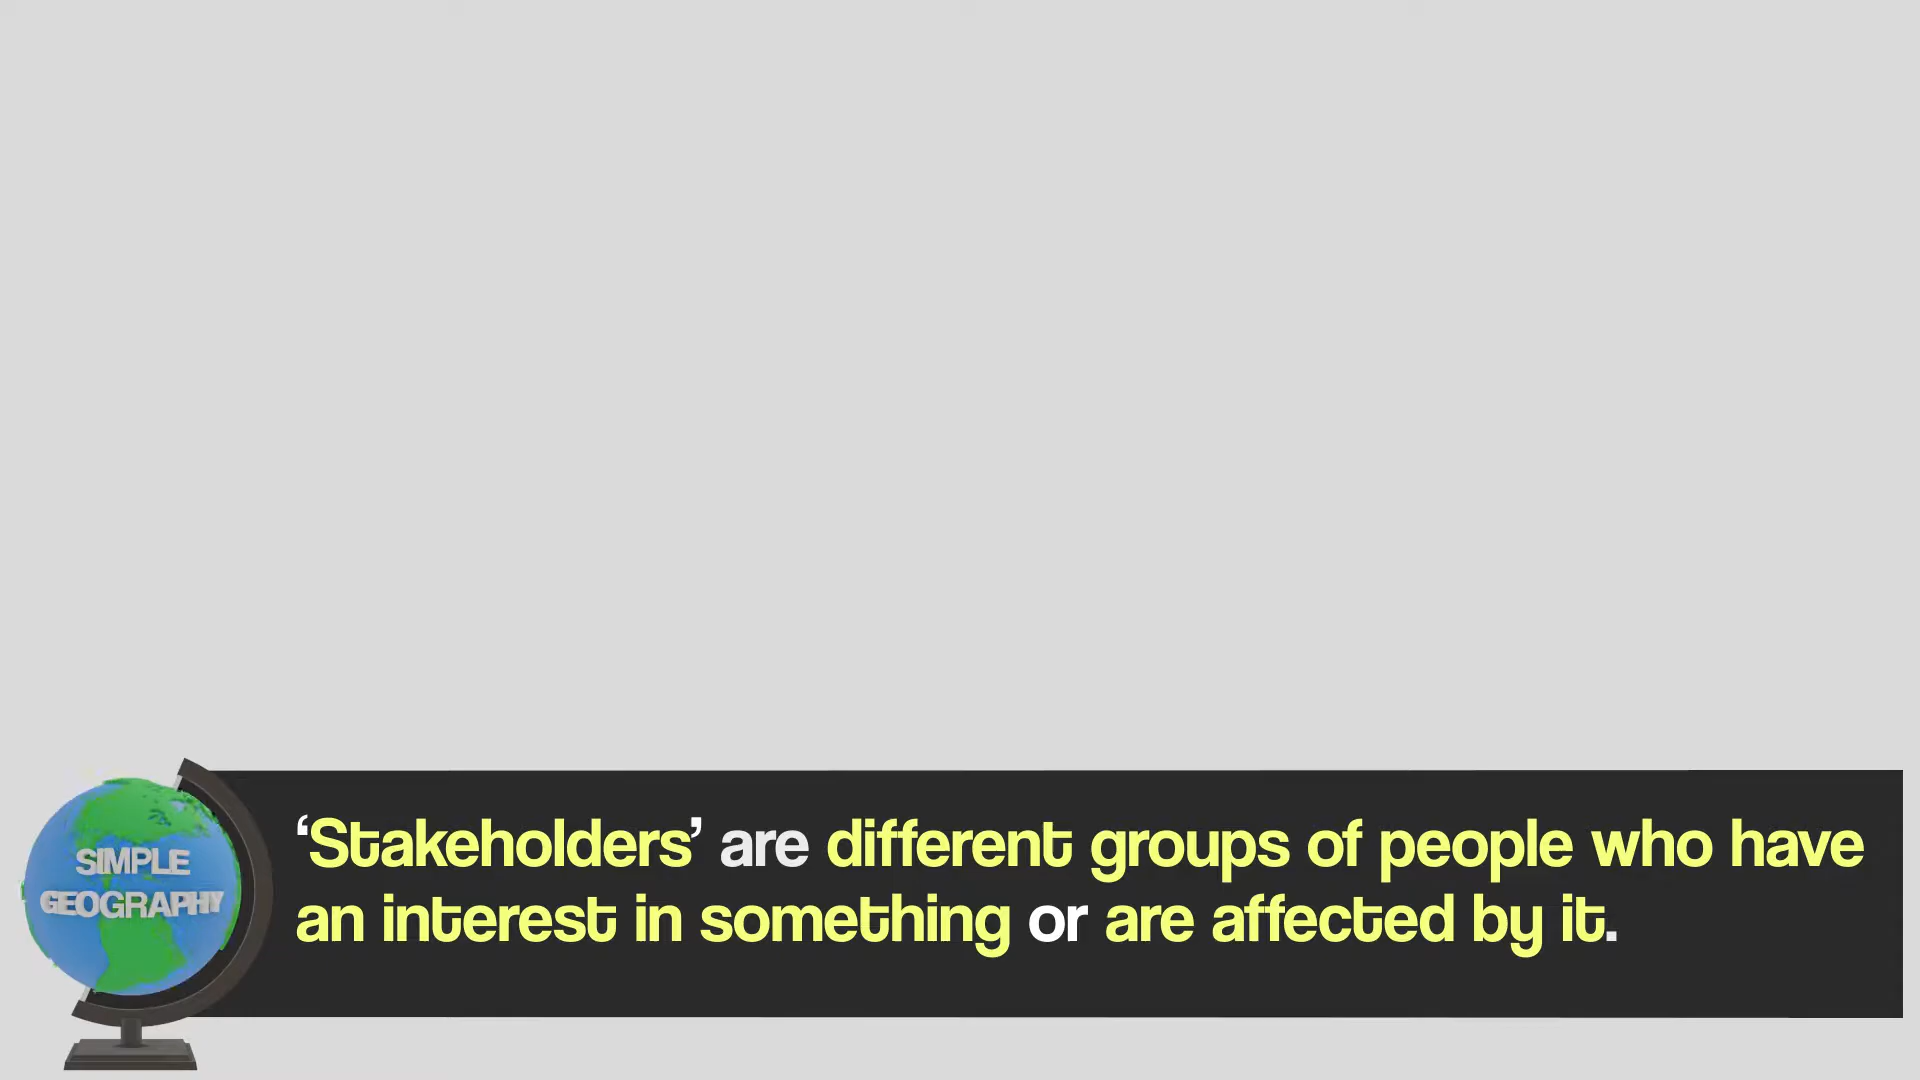 SIMPLE
GEOGRAPHY
‘Stakeholders’ are different groups of people who have
an interest in something or are affected by it.